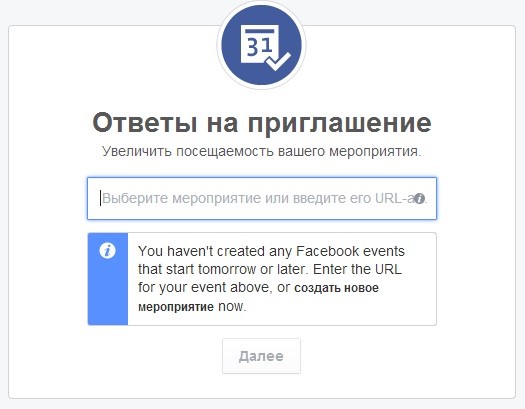 31
Ответы на приглашение
Увеличить посещаемость вашего мероприятия.
Выберите мероприятие или введите его URL-а
You haven't created any Facebook events
that start tomorrow or later. Enter the URL
for your event above, or создать новое
мероприятие now.
Далее